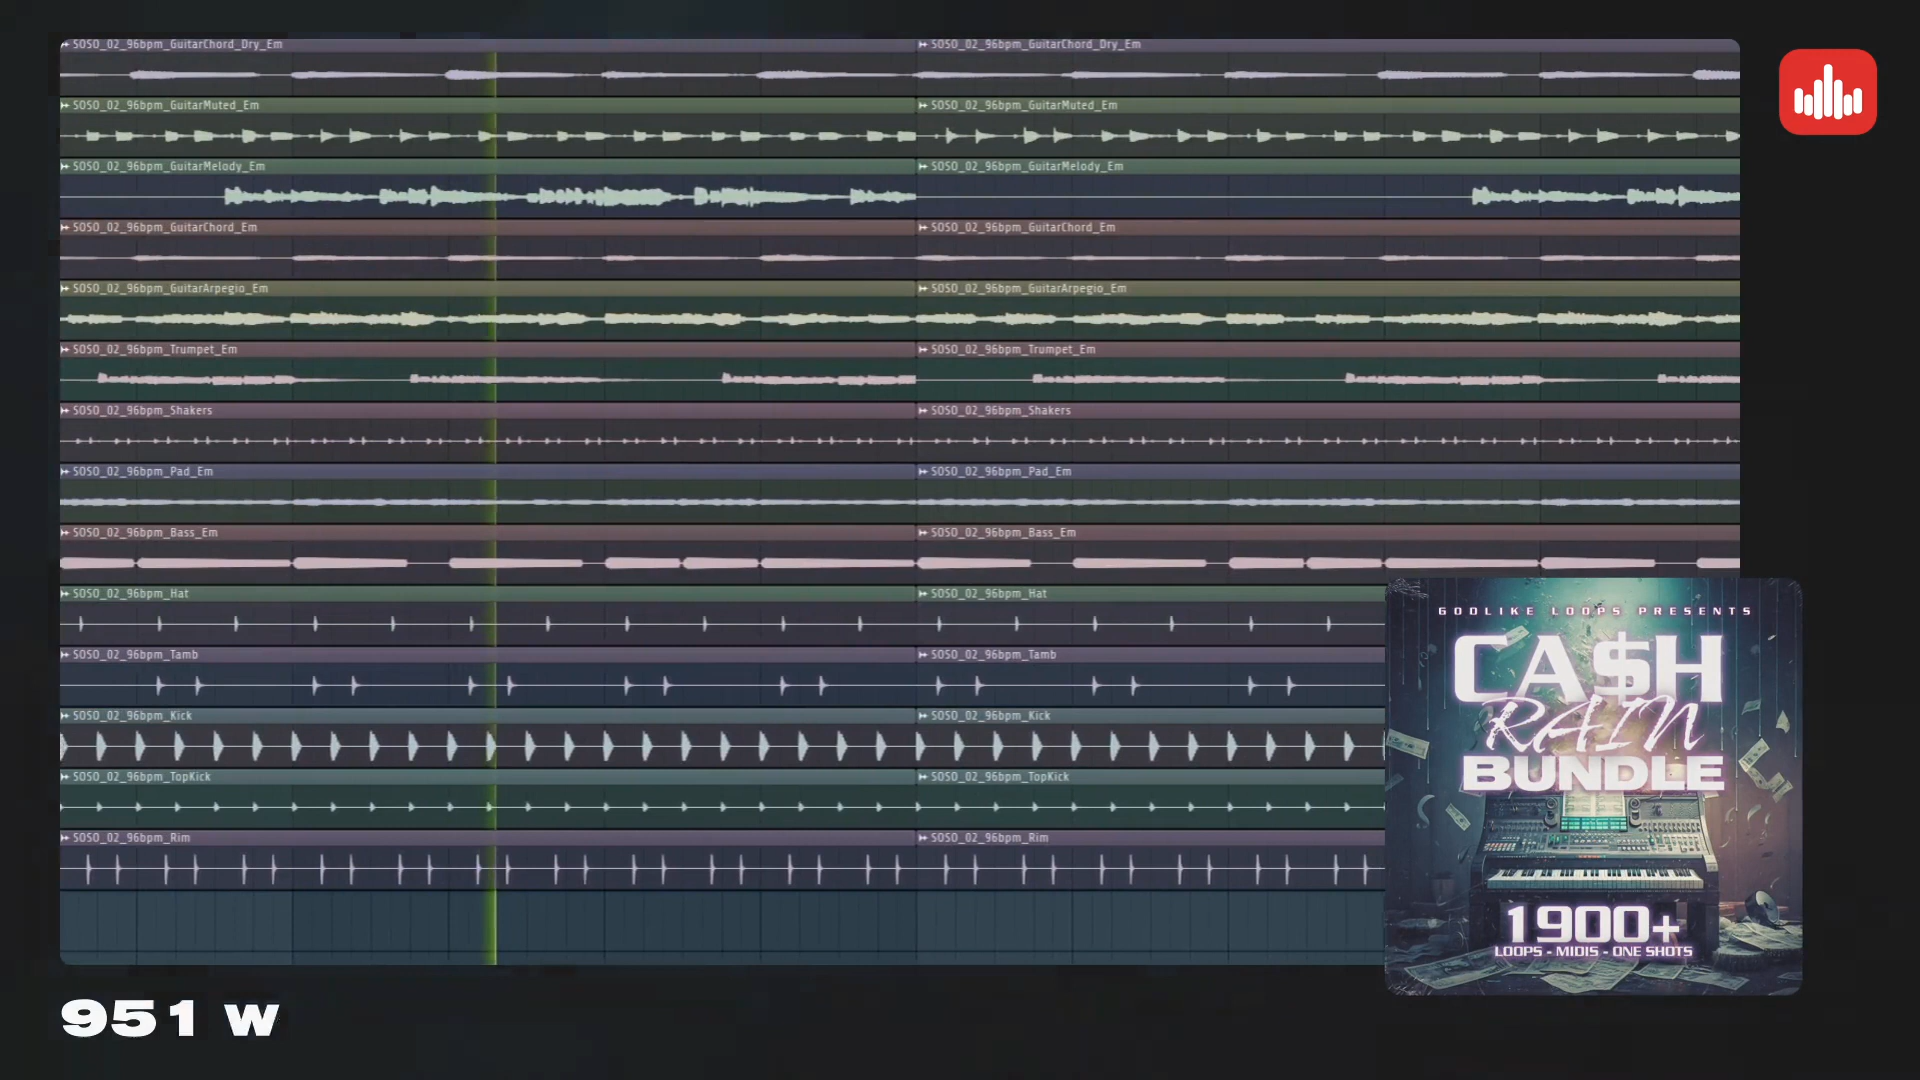 SOSO_02_96bpm_GuitarChord_Dry_Em SOSO_02_96bpm_GuitarChord_Dry_Em
SOSO_02_96bpm_GuitarMuted_Em SOSO_02_96bpm_GuitarMuted_Em
SOSO_02_96bpm_GuitarMelody_Em SOSO_02_96bpm_GuitarMelody_Em
SOSO_02_96bpm_GuitarChord_Em SOSO_02_96bpm_GuitarChord_Em
SOSO_02_96bpm_GuitarArpegio_Em SOSO_02_96bpm_GuitarArpegio_Em
SOSO_02_96bpm_Trumpet_Em SOSO_02_96bpm_Trumpet_Em
SOSO_02_96bpm_Shakers SOSO_02_96bpm_Shakers
SOSO_02_96bpm_Pad_Em SOSO_02_96bpm_Pad_Em
SOSO_02_96bpm_Bass_Em SOSO_02_96bpm_Bass_Em
SOSO_02_96bpm_Hat SOSO_02_96bpm_Hat
SOSO_02_96bpm_Tamb SOSO_02_96bpm_Tamb
SOSO_02_96bpm_Kick SOSO_02_96bpm_Kick
SOSO_02_96bpm_TopKick SOSO_02_96bpm_TopKick
SOSO_02_96bpm_Rim SOSO_02_96bpm_Rim
GODLIKE LOOPS PRESENTS
CA$H
RAIN
BUNDLE
1900+
LOOPS - MIDIS - ONE SHOTS
951 W